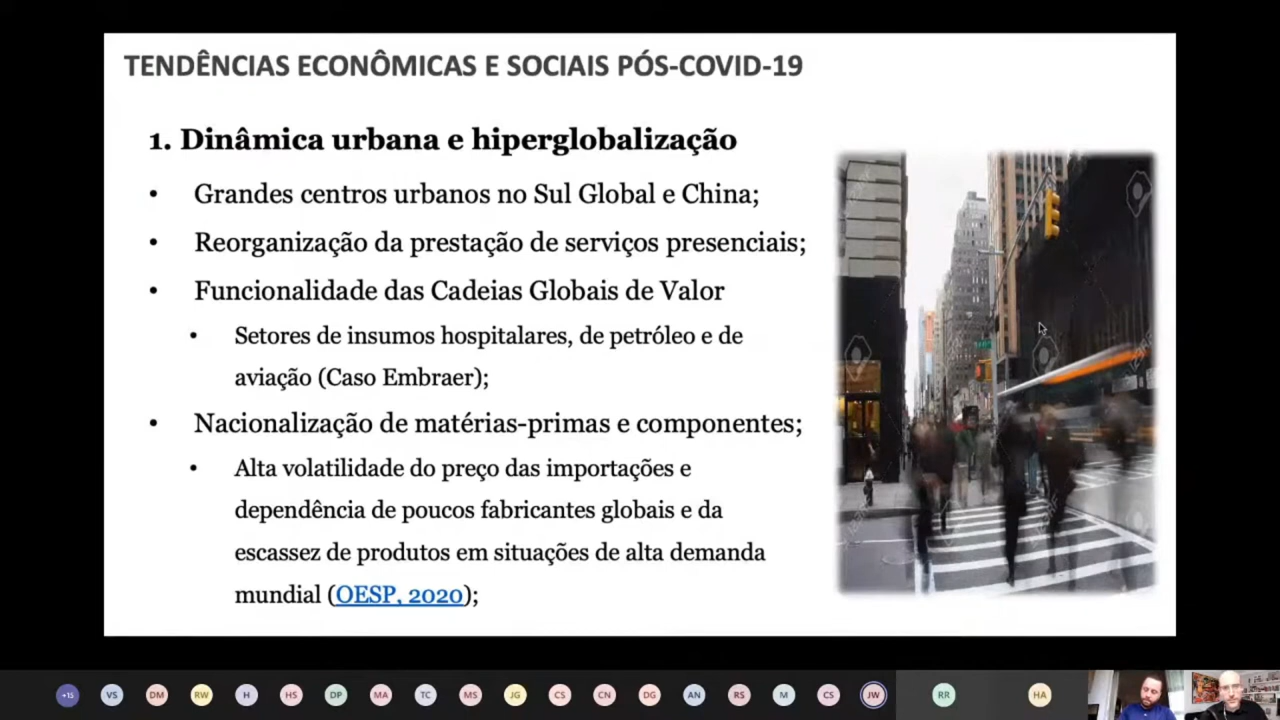 TENDÊNCIAS ECONÔMICAS E SOCIAIS PÓS-COVID-19
1. Dinâmica urbana e hiperglobalização
• Grandes centros urbanos no Sul Global e China;
• Reorganização da prestação de serviços presenciais;
• Funcionalidade das Cadeias Globais de Valor
• Setores de insumos hospitalares, de petróleo e de
aviação (Caso Embraer);
• Nacionalização de matérias-primas e componentes;
• Alta volatilidade do preço das importações e
dependência de poucos fabricantes globais e da
escassez de produtos em situações de alta demanda
mundial (OESP, 2020);
+15 VS DM RW H HS DP MA TC MS JG CS CN DG AN RS M CS JW RR HA